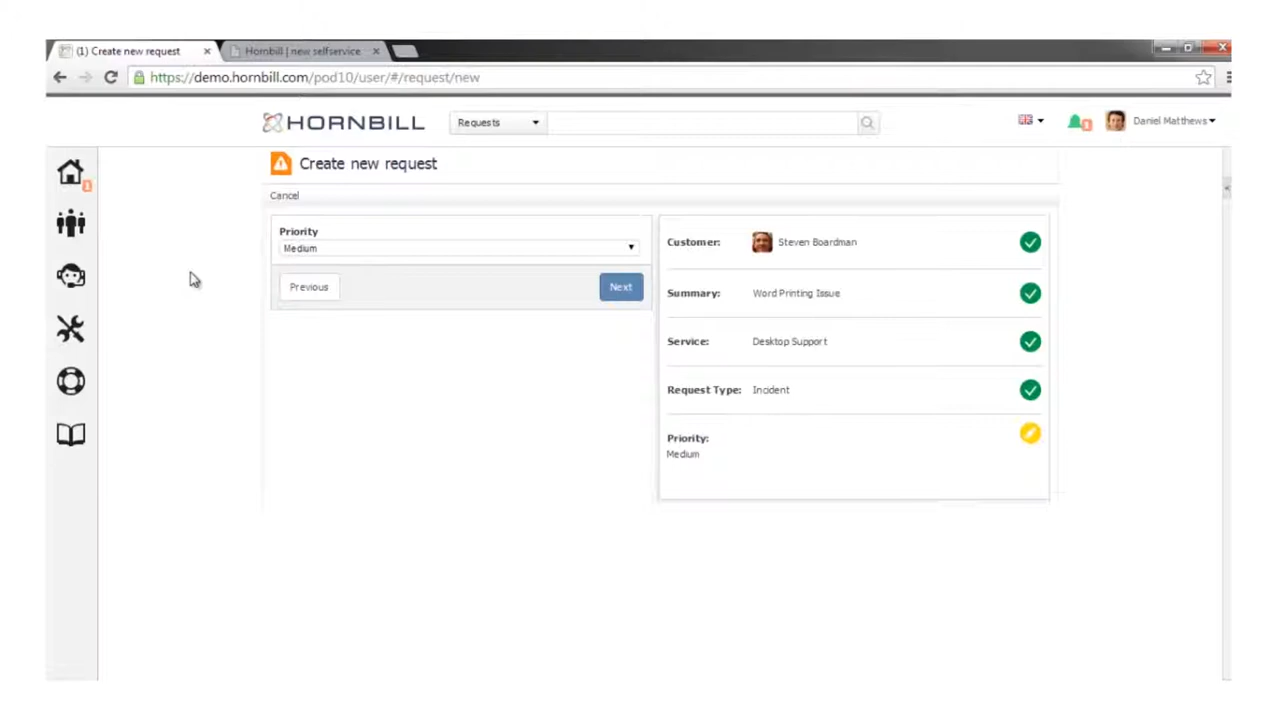 (1) Create new request
Hornbill | new selfservice
https://demo.hornbill.com/pod10/user/#/request/new
HORNBILL
Requests
Daniel Matthews
Create new request
Cancel
Priority
Medium
Previous
Next
Customer: Steven Boardman
Summary: Word Printing Issue
Service: Desktop Support
Request Type: Incident
Priority:
Medium